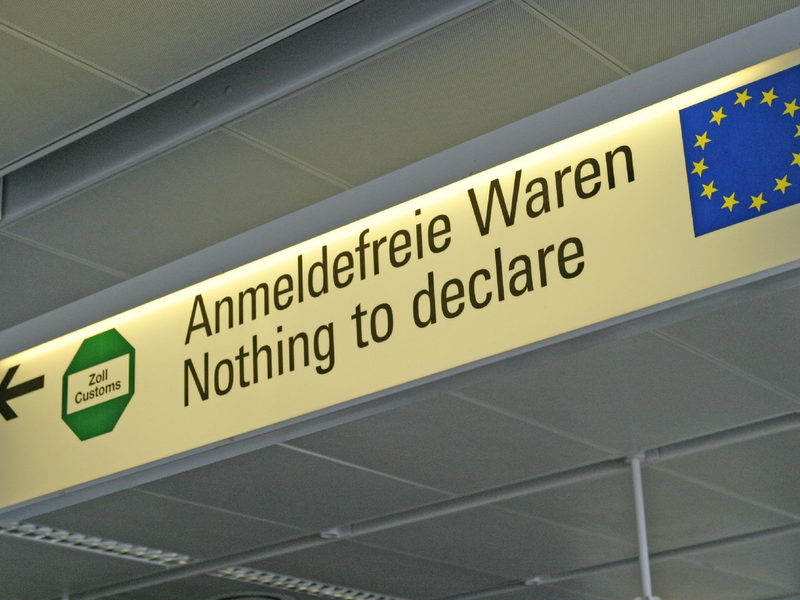 Zoll
Customs
Anmeldefreie Waren
Nothing to declare